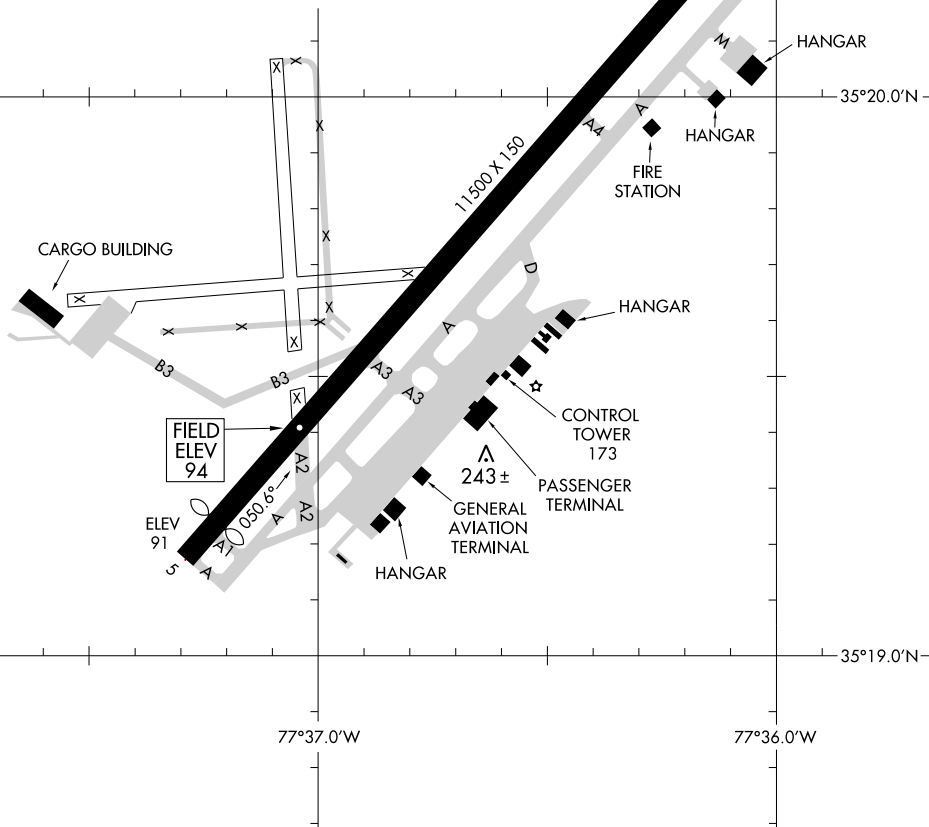 M
HANGAR
X
X
35°20.0'N
A
A4
HANGAR
X
FIRE
STATION
11500 X 150
X
CARGO BUILDING
X
D
X
X
HANGAR
X
X
X
A
X
B3
A3
B3
A3
X
CONTROL
TOWER
173
FIELD
ELEV
94
A2
243±
PASSENGER
TERMINAL
050.6°
A2
A
GENERAL
AVIATION
TERMINAL
ELEV
91
A1
5
A
HANGAR
X
35°19.0'N
77°37.0'W
77°36.0'W